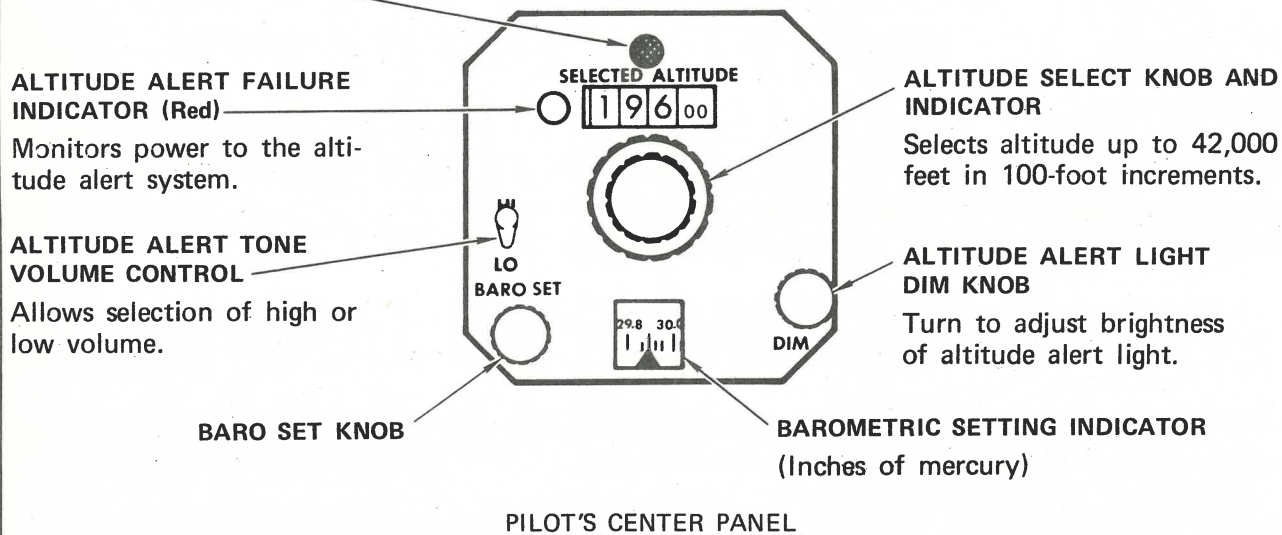 ALTITUDE ALERT FAILURE
INDICATOR (Red)
Monitors power to the alti-
tude alert system.
ALTITUDE ALERT TONE
VOLUME CONTROL
Allows selection of high or
low volume.
BARO SET KNOB
SELECTED ALTITUDE
19600
LO
BARO SET
29.8 30.0
DIM
ALTITUDE SELECT KNOB AND
INDICATOR
Selects altitude up to 42,000
feet in 100-foot increments.
ALTITUDE ALERT LIGHT
DIM KNOB
Turn to adjust brightness
of altitude alert light.
BAROMETRIC SETTING INDICATOR
(Inches of mercury)
PILOT'S CENTER PANEL